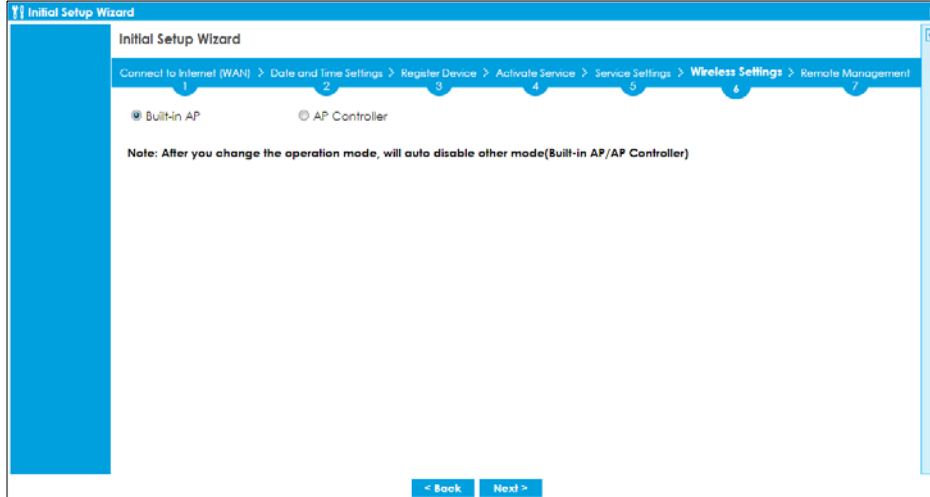 Initial Setup Wizard
Initial Setup Wizard
Connect to Internet (WAN) > Date and Time Settings > Register Device > Activate Service > Service Settings > Wireless Settings > Remote Management
1 2 3 4 5 6 7
Built-in AP AP Controller
Note: After you change the operation mode, will auto disable other mode(Built-in AP/AP Controller)
< Back Next >